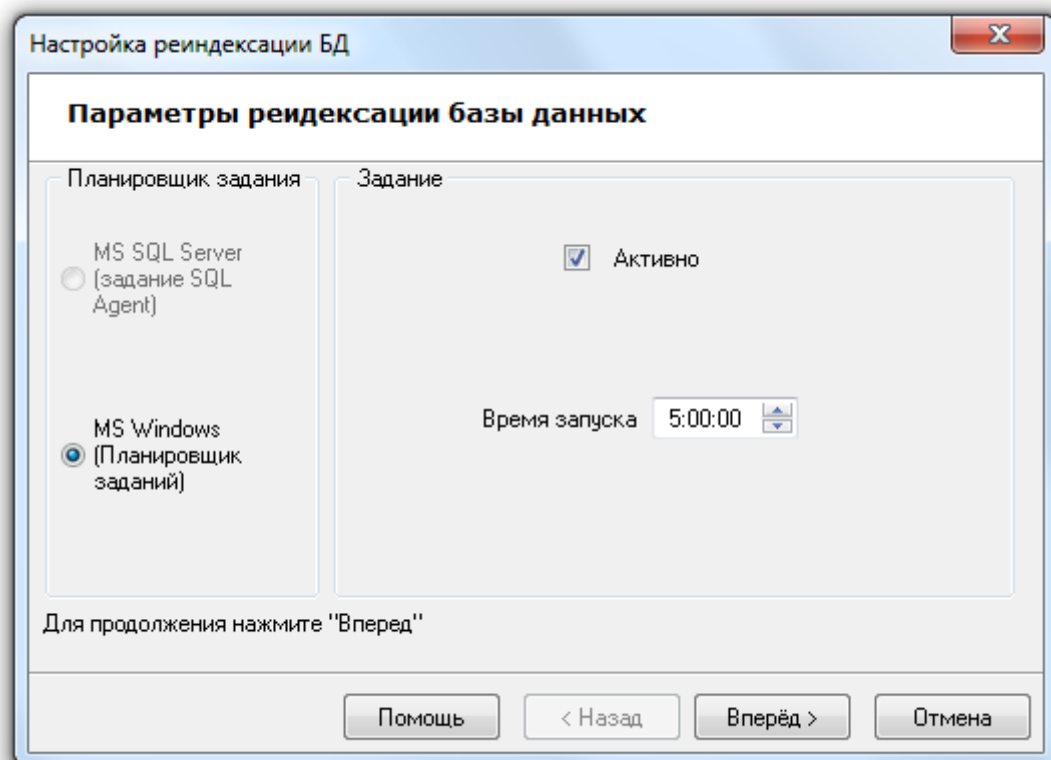 Настройка реиндексации БД
Параметры реидексации базы данных
Планировщик задания
MS SQL Server
(задание SQL
Agent)
MS Windows
(Планировщик
заданий)
Задание
Активно
Время запуска 5:00:00
Для продолжения нажмите "Вперед"
Помощь < Назад Вперёд > Отмена